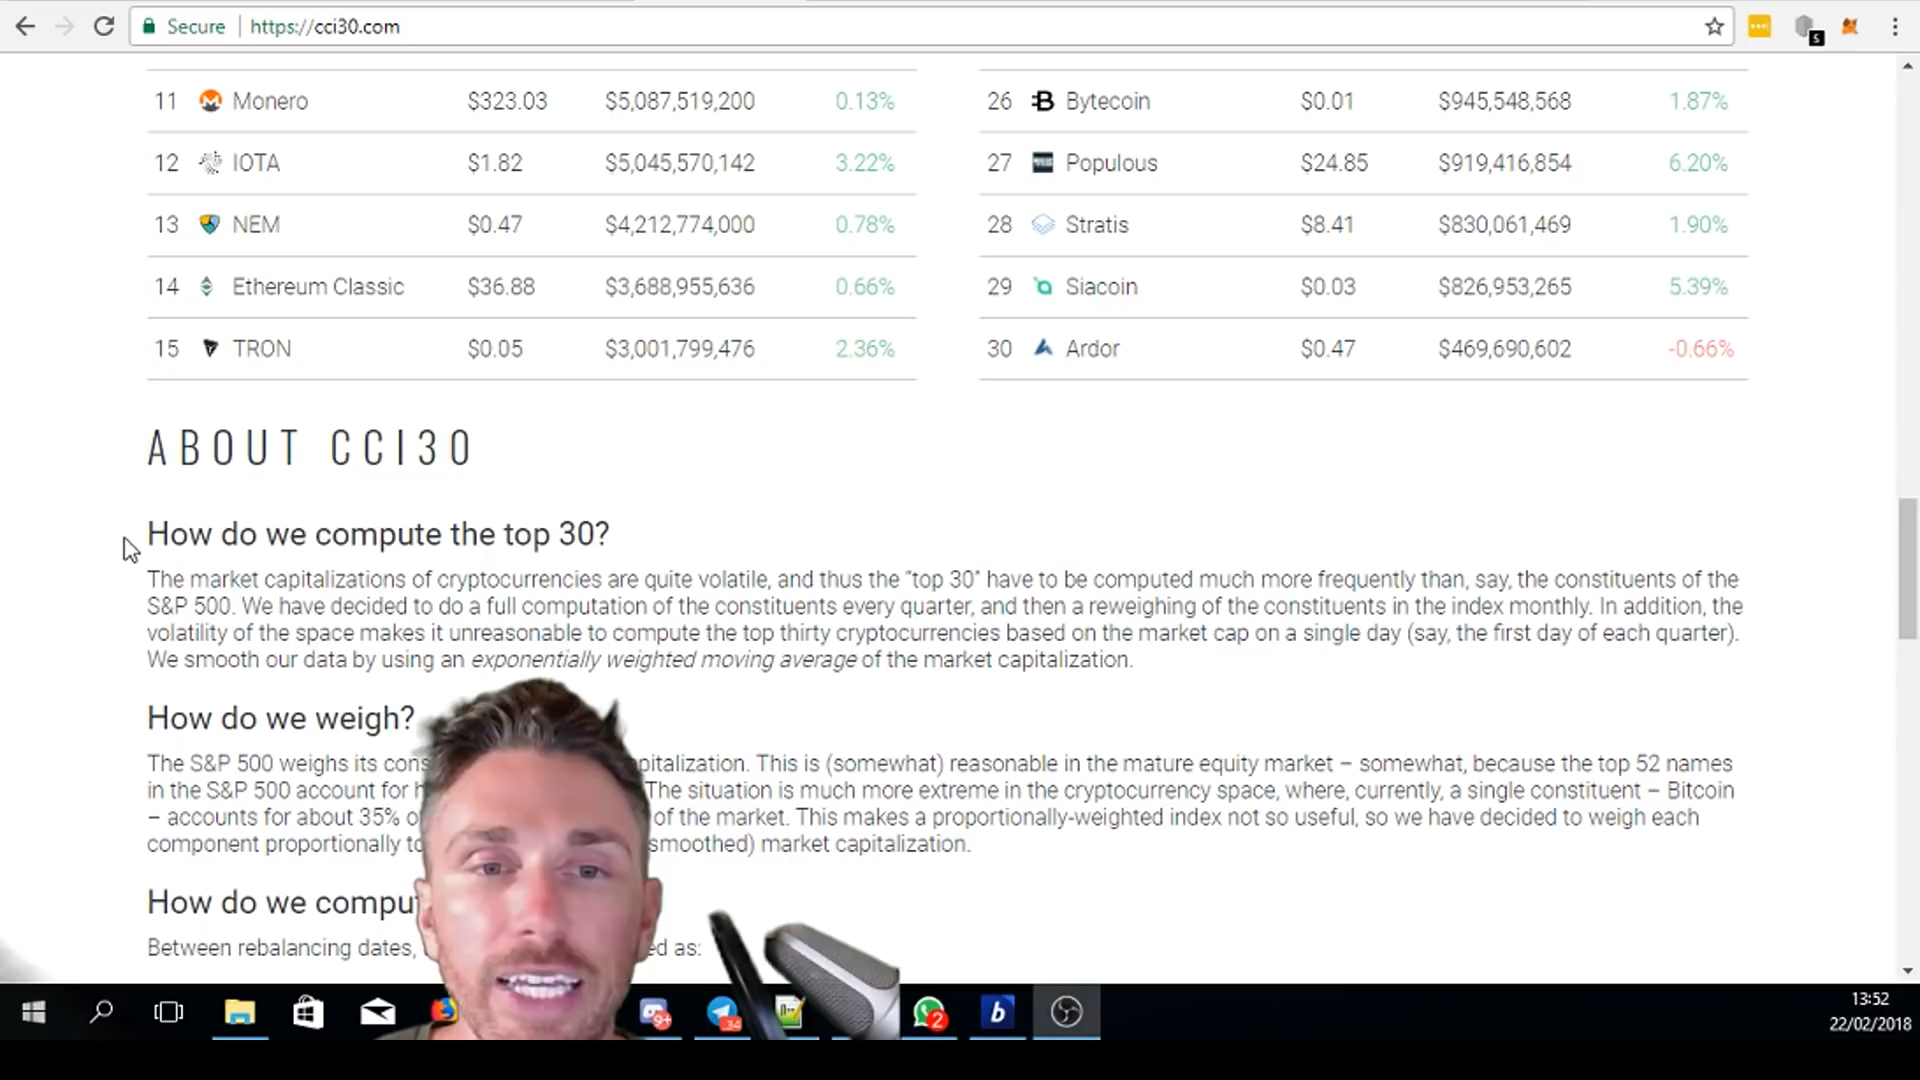 Secure https://cci30.com
S
11 Monero $323.03 $5,087,519,200 0.13%
12 IOTA $1.82 $5,045,570,142 3.22%
13 NEM $0.47 $4,212,774,000 0.78%
14 Ethereum Classic $36.88 $3,688,955,636 0.66%
15 TRON $0.05 $3,001,799,476 2.36%
26 Bytecoin $0.01 $945,548,568 1.87%
27 Populous $24.85 $919,416,854 6.20%
28 Stratis $8.41 $830,061,469 1.90%
29 Siacoin $0.03 $826,953,265 5.39%
30 Ardor $0.47 $469,690,602 -0.66%
ABOUT CCI30
How do we compute the top 30?
The market capitalizations of cryptocurrencies are quite volatile, and thus the "top 30" have to be computed much more frequently than, say, the constituents of the
S&P 500. We have decided to do a full computation of the constituents every quarter, and then a reweighing of the constituents in the index monthly. In addition, the
volatility of the space makes it unreasonable to compute the top thirty cryptocurrencies based on the market cap on a single day (say, the first day of each quarter).
We smooth our data by using an exponentially weighted moving average of the market capitalization.
How do we weigh?
The S&P 500 weighs its cons pitalization. This is (somewhat) reasonable in the mature equity market – somewhat, because the top 52 names
in the S&P 500 account for The situation is much more extreme in the cryptocurrency space, where, currently, a single constituent – Bitcoin
– accounts for about 35% of the market. This makes a proportionally-weighted index not so useful, so we have decided to weigh each
component proportionally to smoothed) market capitalization.
How do we compu
Between rebalancing dates, ed as:
9+
34
2
b
13:52
22/02/2018